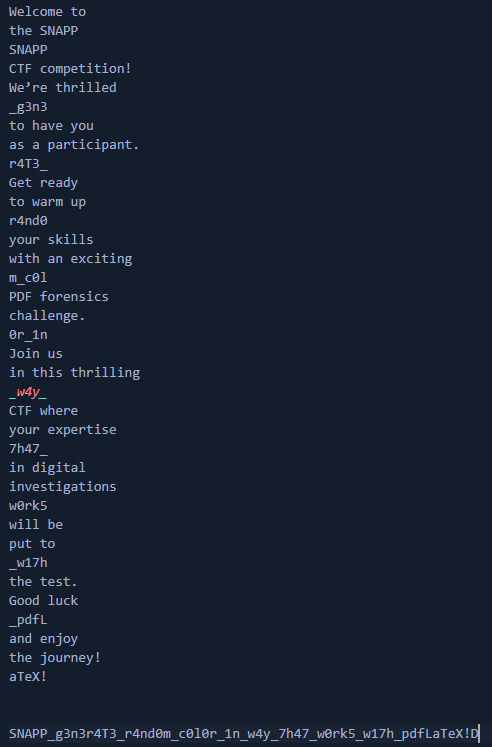 Welcome to
the SNAPP
SNAPP
CTF competition!
We’re thrilled
_g3n3
to have you
as a participant.
r4T3_
Get ready
to warm up
r4nd0
your skills
with an exciting
m_c0l
PDF forensics
challenge.
0r_1n
Join us
in this thrilling
_w4y_
CTF where
your expertise
7h47_
in digital
investigations
w0rk5
will be
put to
_w17h
the test.
Good luck
_pdfL
and enjoy
the journey!
aTeX!
SNAPP_g3n3r4T3_r4nd0m_c0l0r_1n_w4y_7h47_w0rk5_w17h_pdfLaTeX!D